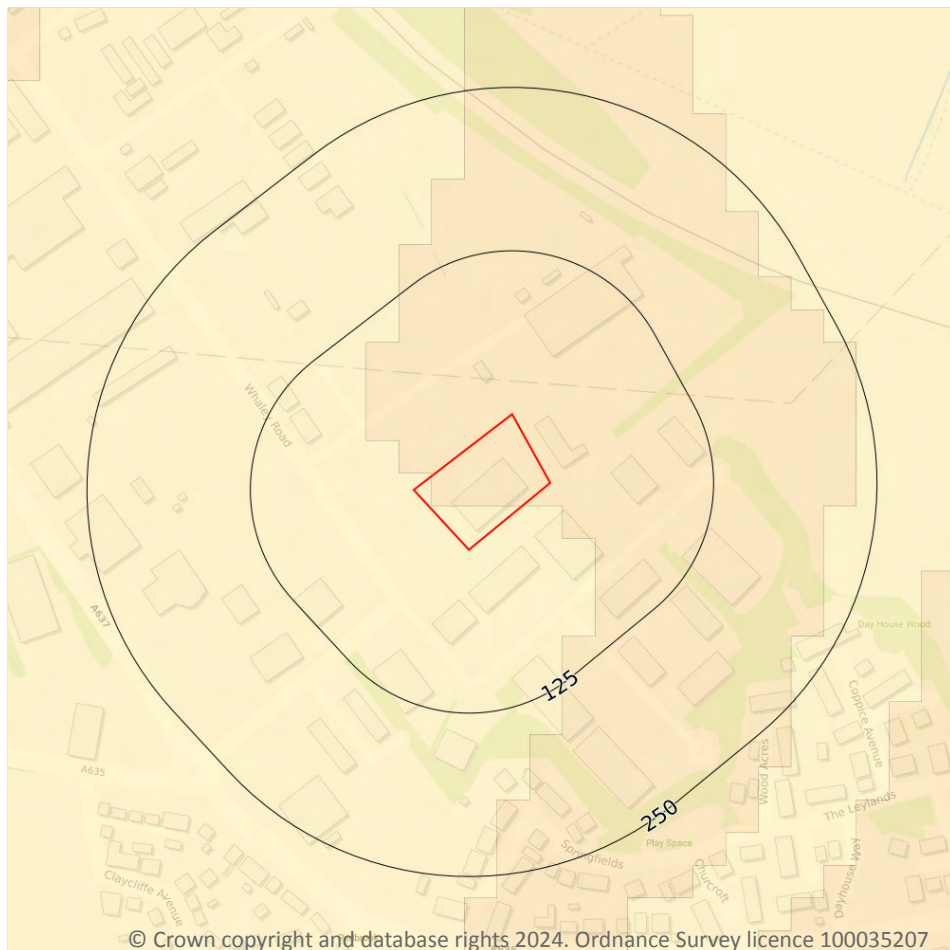 Whaley Road
A637
Day House Wood
Coppice Avenue
125
Wood Acres
A635
The Leylands
250
Play Space
Springfields
Churcroft
Dayhouse Way
Claycliffe Avenue
© Crown copyright and database rights 2024. Ordnance Survey licence 100035207